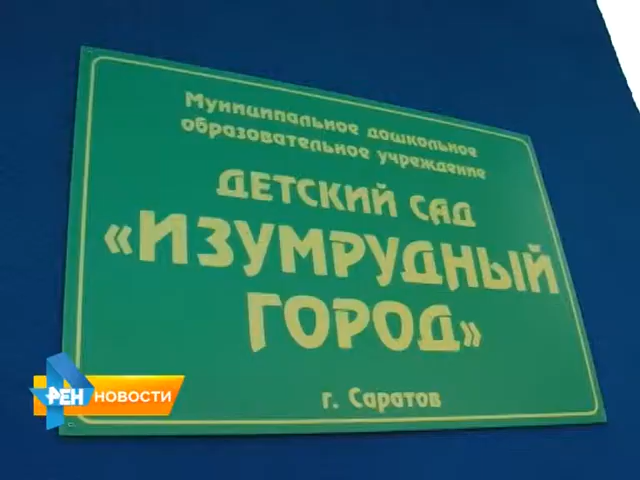 Муниципальное дошкольное
образовательное учреждение
ДЕТСКИЙ САД
«ИЗУМРУДНЫЙ
ГОРОД»
г. Саратов
РЕН НОВОСТИ